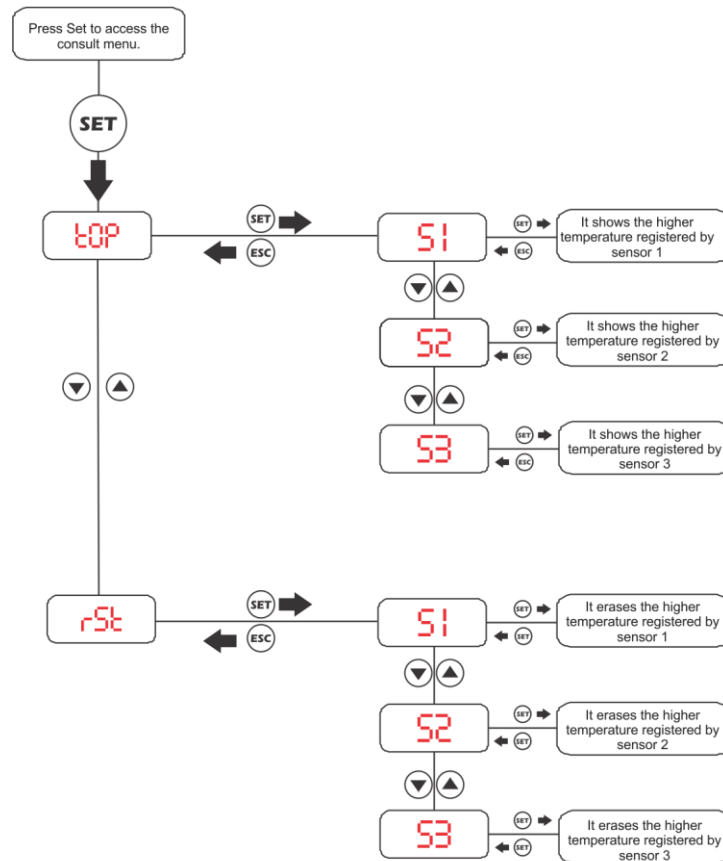 Press Set to access the
consult menu.
SET
tOP
SET
ESC
S1
SET
ESC
It shows the higher
temperature registered by
sensor 1
S2
SET
ESC
It shows the higher
temperature registered by
sensor 2
S3
SET
ESC
It shows the higher
temperature registered by
sensor 3
rSt
SET
ESC
S1
SET
SET
It erases the higher
temperature registered by
sensor 1
S2
SET
SET
It erases the higher
temperature registered by
sensor 2
S3
SET
SET
It erases the higher
temperature registered by
sensor 3